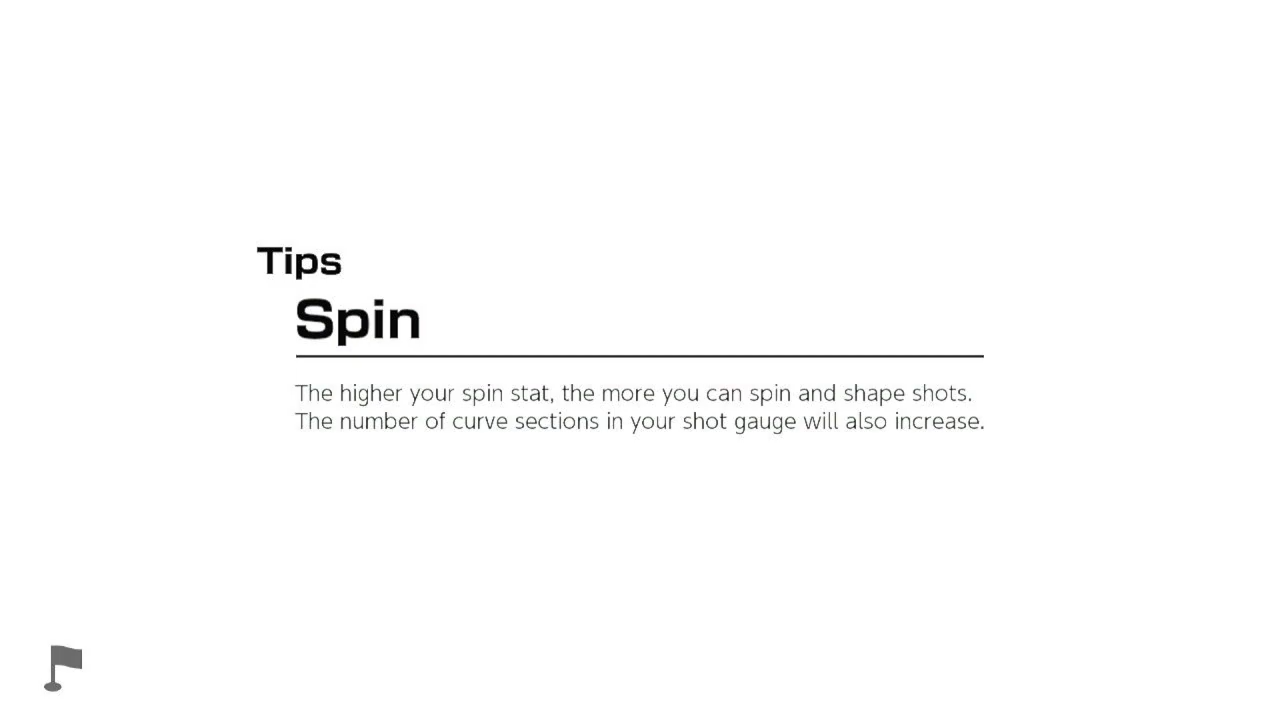 Tips
Spin
The higher your spin stat, the more you can spin and shape shots.
The number of curve sections in your shot gauge will also increase.